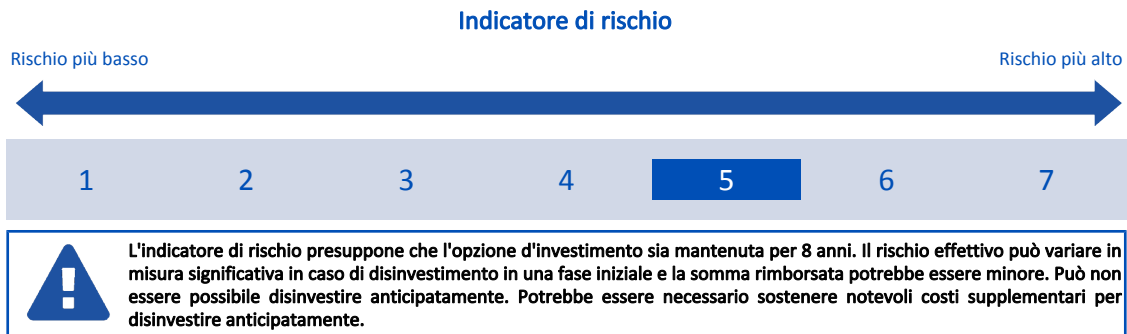 Indicatore di rischio
Rischio più basso
Rischio più alto
1 2 3 4 5 6 7
L'indicatore di rischio presuppone che l'opzione d'investimento sia mantenuta per 8 anni. Il rischio effettivo può variare in
misura significativa in caso di disinvestimento in una fase iniziale e la somma rimborsata potrebbe essere minore. Può non
essere possibile disinvestire anticipatamente. Potrebbe essere necessario sostenere notevoli costi supplementari per
disinvestire anticipatamente.